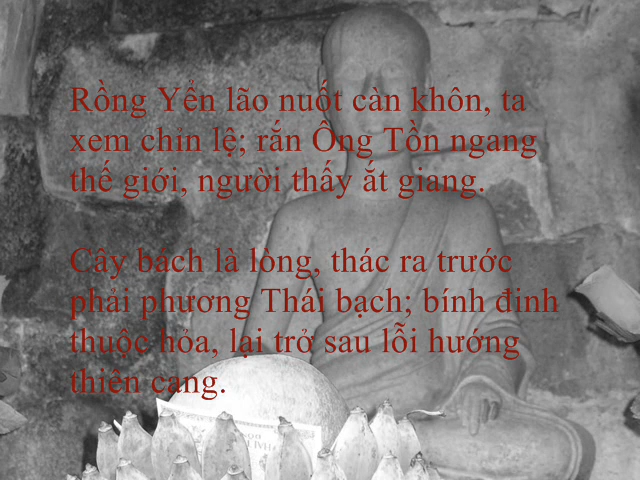 Rồng Yển lão nuốt càn khôn, ta
xem chỉn lệ; rắn Ông Tồn ngang
thế giới, người thấy ắt giang.
Cây bách là lòng, thác ra trước
phải phương Thái bạch; bính đinh
thuộc hỏa, lại trở sau lỗi hướng
thiên cang.